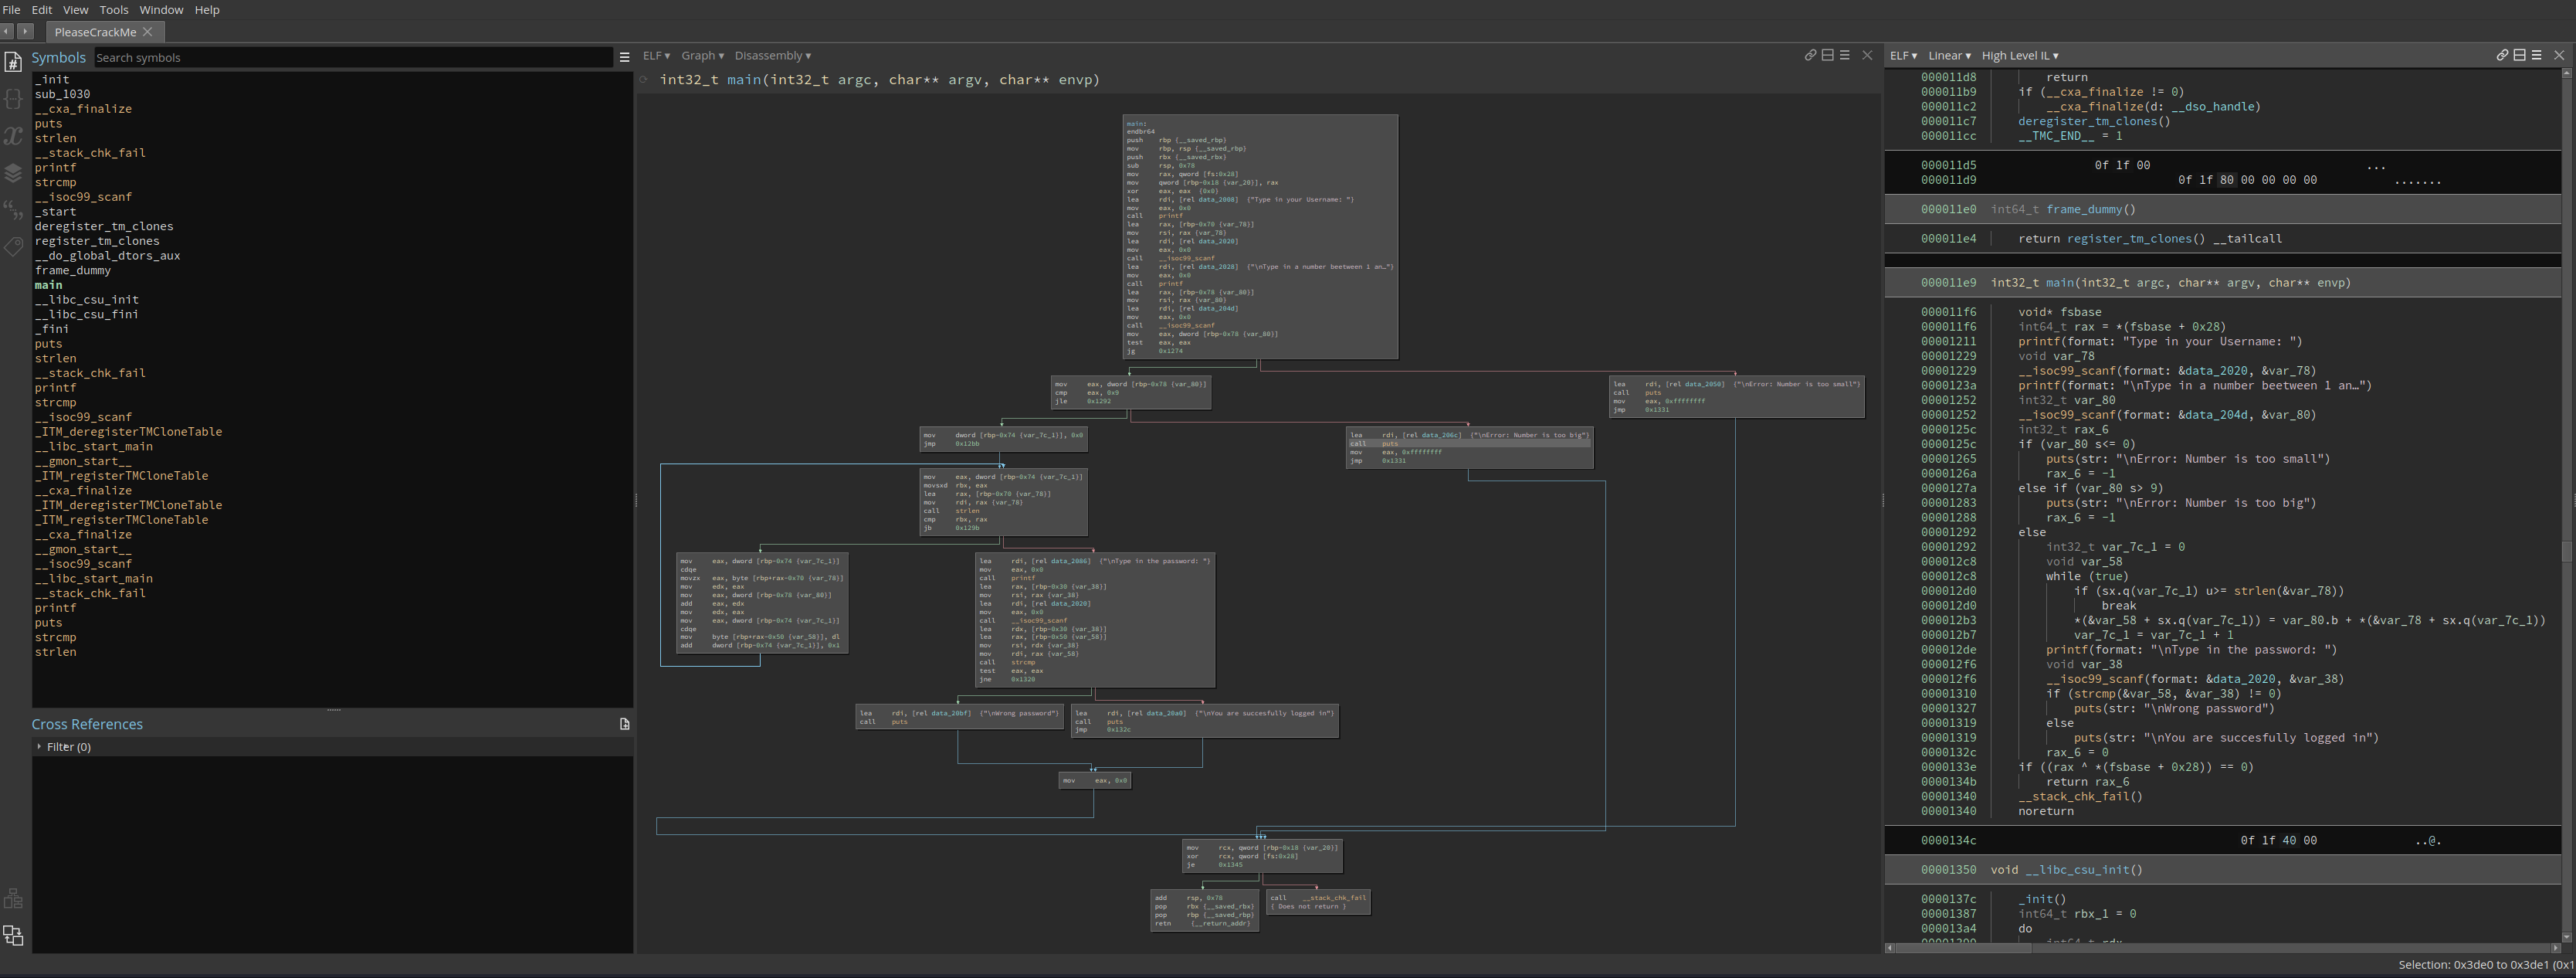 File Edit View Tools Window Help
PleaseCrackMe
Symbols
Search symbols
_init
sub_1030
__cxa_finalize
puts
strlen
__stack_chk_fail
printf
strcmp
__isoc99_scanf
_start
deregister_tm_clones
register_tm_clones
__do_global_dtors_aux
frame_dummy
main
__libc_csu_init
__libc_csu_fini
_fini
puts
strlen
__stack_chk_fail
printf
strcmp
__isoc99_scanf
_ITM_deregisterTMCloneTable
__libc_start_main
__gmon_start__
_ITM_registerTMCloneTable
__cxa_finalize
_ITM_deregisterTMCloneTable
_ITM_registerTMCloneTable
__cxa_finalize
__gmon_start__
__isoc99_scanf
__libc_start_main
__stack_chk_fail
printf
puts
strcmp
strlen
Cross References
Filter (0)
ELF ▾ Graph ▾ Disassembly ▾
int32_t main(int32_t argc, char** argv, char** envp)
main:
endbr64
push rbp {__saved_rbp}
mov rbp, rsp {__saved_rbp}
push rbx {__saved_rbx}
sub rsp, 0x78
mov rax, qword [fs:0x28]
mov qword [rbp-0x18 {var_20}], rax
xor eax, eax {0x0}
lea rdi, [rel data_2008] {"Type in your Username: "}
mov eax, 0x0
call printf
lea rax, [rbp-0x70 {var_78}]
mov rsi, rax {var_78}
lea rdi, [rel data_2020]
mov eax, 0x0
call __isoc99_scanf
lea rdi, [rel data_2028] {"\nType in a number beetween 1 an…"}
mov eax, 0x0
call printf
lea rax, [rbp-0x78 {var_80}]
mov rsi, rax {var_80}
lea rdi, [rel data_204d]
mov eax, 0x0
call __isoc99_scanf
mov eax, dword [rbp-0x78 {var_80}]
test eax, eax
jg 0x1274
mov eax, dword [rbp-0x78 {var_80}]
cmp eax, 0x9
jle 0x1292
lea rdi, [rel data_2050] {"\nError: Number is too small"}
call puts
mov eax, 0xffffffff
jmp 0x1331
mov dword [rbp-0x74 {var_7c_1}], 0x0
jmp 0x12bb
lea rdi, [rel data_206c] {"\nError: Number is too big"}
call puts
mov eax, 0xffffffff
jmp 0x1331
mov eax, dword [rbp-0x74 {var_7c_1}]
movsxd rbx, eax
lea rax, [rbp-0x70 {var_78}]
mov rdi, rax {var_78}
call strlen
cmp rbx, rax
jb 0x129b
mov eax, dword [rbp-0x74 {var_7c_1}]
cdqe
movzx eax, byte [rbp+rax-0x70 {var_78}]
mov edx, eax
mov eax, dword [rbp-0x78 {var_80}]
add eax, edx
mov edx, eax
mov eax, dword [rbp-0x74 {var_7c_1}]
cdqe
mov byte [rbp+rax-0x50 {var_58}], dl
add dword [rbp-0x74 {var_7c_1}], 0x1
lea rdi, [rel data_2086] {"\nType in the password: "}
mov eax, 0x0
call printf
lea rax, [rbp-0x30 {var_38}]
mov rsi, rax {var_38}
lea rdi, [rel data_2020]
mov eax, 0x0
call __isoc99_scanf
lea rdx, [rbp-0x30 {var_38}]
lea rax, [rbp-0x50 {var_58}]
mov rsi, rdx {var_38}
mov rdi, rax {var_58}
call strcmp
test eax, eax
jne 0x1320
lea rdi, [rel data_20bf] {"\nWrong password"}
call puts
lea rdi, [rel data_20a0] {"\nYou are succesfully logged in"}
call puts
jmp 0x132c
mov eax, 0x0
mov rcx, qword [rbp-0x18 {var_20}]
xor rcx, qword [fs:0x28]
je 0x1345
add rsp, 0x78
pop rbx {__saved_rbx}
pop rbp {__saved_rbp}
retn {__return_addr}
call __stack_chk_fail
{ Does not return }
ELF ▾ Linear ▾ High Level IL ▾
000011d8 return
000011b9 if (__cxa_finalize != 0)
000011c2 __cxa_finalize(d: __dso_handle)
000011c7 deregister_tm_clones()
000011cc __TMC_END__ = 1
000011d5 0f 1f 00 ...
000011d9 0f 1f 80 00 00 00 00 .......
000011e0 int64_t frame_dummy()
000011e4 return register_tm_clones() __tailcall
000011e9 int32_t main(int32_t argc, char** argv, char** envp)
000011f6 void* fsbase
000011f6 int64_t rax = *(fsbase + 0x28)
00001211 printf(format: "Type in your Username: ")
00001229 void var_78
00001229 __isoc99_scanf(format: &data_2020, &var_78)
0000123a printf(format: "\nType in a number beetween 1 an…")
00001252 int32_t var_80
00001252 __isoc99_scanf(format: &data_204d, &var_80)
0000125c int32_t rax_6
0000125c if (var_80 s<= 0)
00001265 puts(str: "\nError: Number is too small")
0000126a rax_6 = -1
0000127a else if (var_80 s> 9)
00001283 puts(str: "\nError: Number is too big")
00001288 rax_6 = -1
00001292 else
00001292 int32_t var_7c_1 = 0
000012c8 void var_58
000012c8 while (true)
000012d0 if (sx.q(var_7c_1) u>= strlen(&var_78))
000012d0 break
000012b3 *(&var_58 + sx.q(var_7c_1)) = var_80.b + *(&var_78 + sx.q(var_7c_1))
000012b7 var_7c_1 = var_7c_1 + 1
000012de printf(format: "\nType in the password: ")
000012f6 void var_38
000012f6 __isoc99_scanf(format: &data_2020, &var_38)
00001310 if (strcmp(&var_58, &var_38) != 0)
00001327 puts(str: "\nWrong password")
00001319 else
00001319 puts(str: "\nYou are succesfully logged in")
0000132c rax_6 = 0
0000133e if ((rax ^ *(fsbase + 0x28)) == 0)
0000134b return rax_6
00001340 __stack_chk_fail()
00001340 noreturn
0000134c 0f 1f 40 00 ..@.
00001350 void __libc_csu_init()
0000137c _init()
00001387 int64_t rbx_1 = 0
000013a4 do
Selection: 0x3de0 to 0x3de1 (0x1